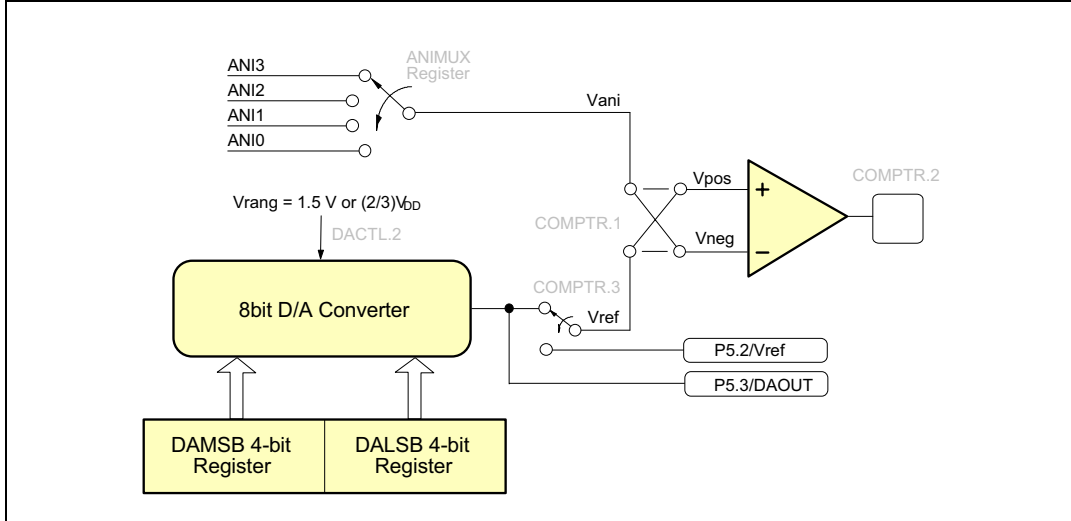 ANI3
ANI2
ANI1
ANI0
ANIMUX
Register
Vani
Vrang = 1.5 V or (2/3)VDD
DACTL.2
8bit D/A Converter
COMPTR.1
COMPTR.3
Vref
Vpos
+
Vneg
–
COMPTR.2
P5.2/Vref
P5.3/DAOUT
DAMSB 4-bit
Register
DALSB 4-bit
Register